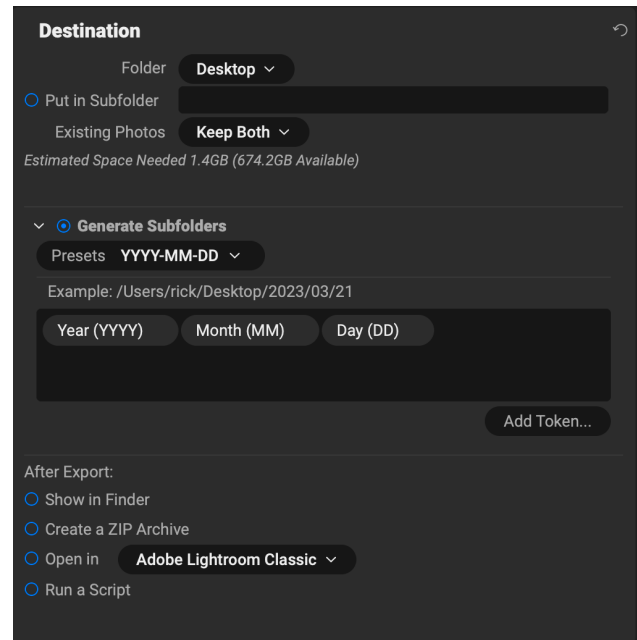 Destination
Folder Desktop
Put in Subfolder
Existing Photos Keep Both
Estimated Space Needed 1.4GB (674.2GB Available)
Generate Subfolders
Presets YYYY-MM-DD
Example: /Users/rick/Desktop/2023/03/21
Year (YYYY) Month (MM) Day (DD)
Add Token...
After Export:
Show in Finder
Create a ZIP Archive
Open in Adobe Lightroom Classic
Run a Script